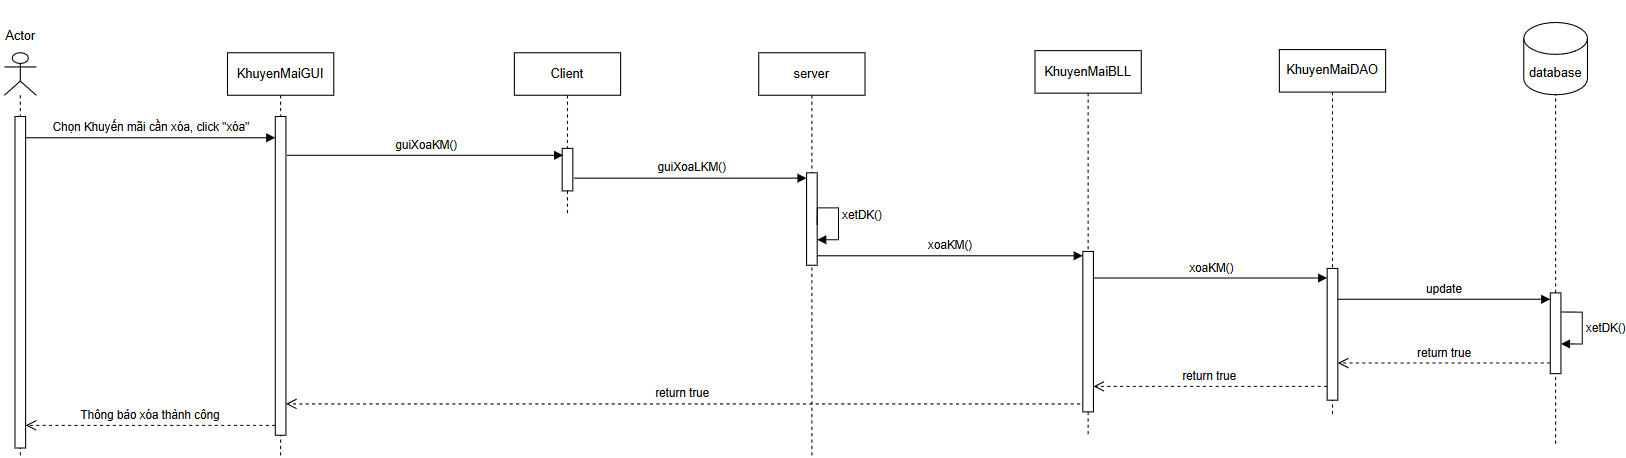 Actor
KhuyenMaiGUI
Client
server
KhuyenMaiBLL
KhuyenMaiDAO
database
Chọn Khuyến mãi cần xóa, click "xóa"
guiXoaKM()
guiXoaLKM()
xetDK()
xoaKM()
xoaKM()
update
xetDK()
return true
return true
return true
Thông báo xóa thành công